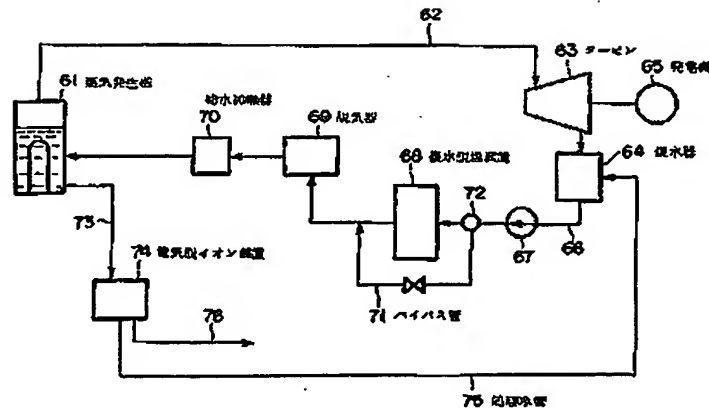 62
63 タービン
65 発電機
61 蒸気発生器
給水加熱器
70
69 脱気器
68 復水脱塩装置
72
64 復水器
67
66
73
74 電気脱イオン装置
71 バイパス管
76
75 処理水管